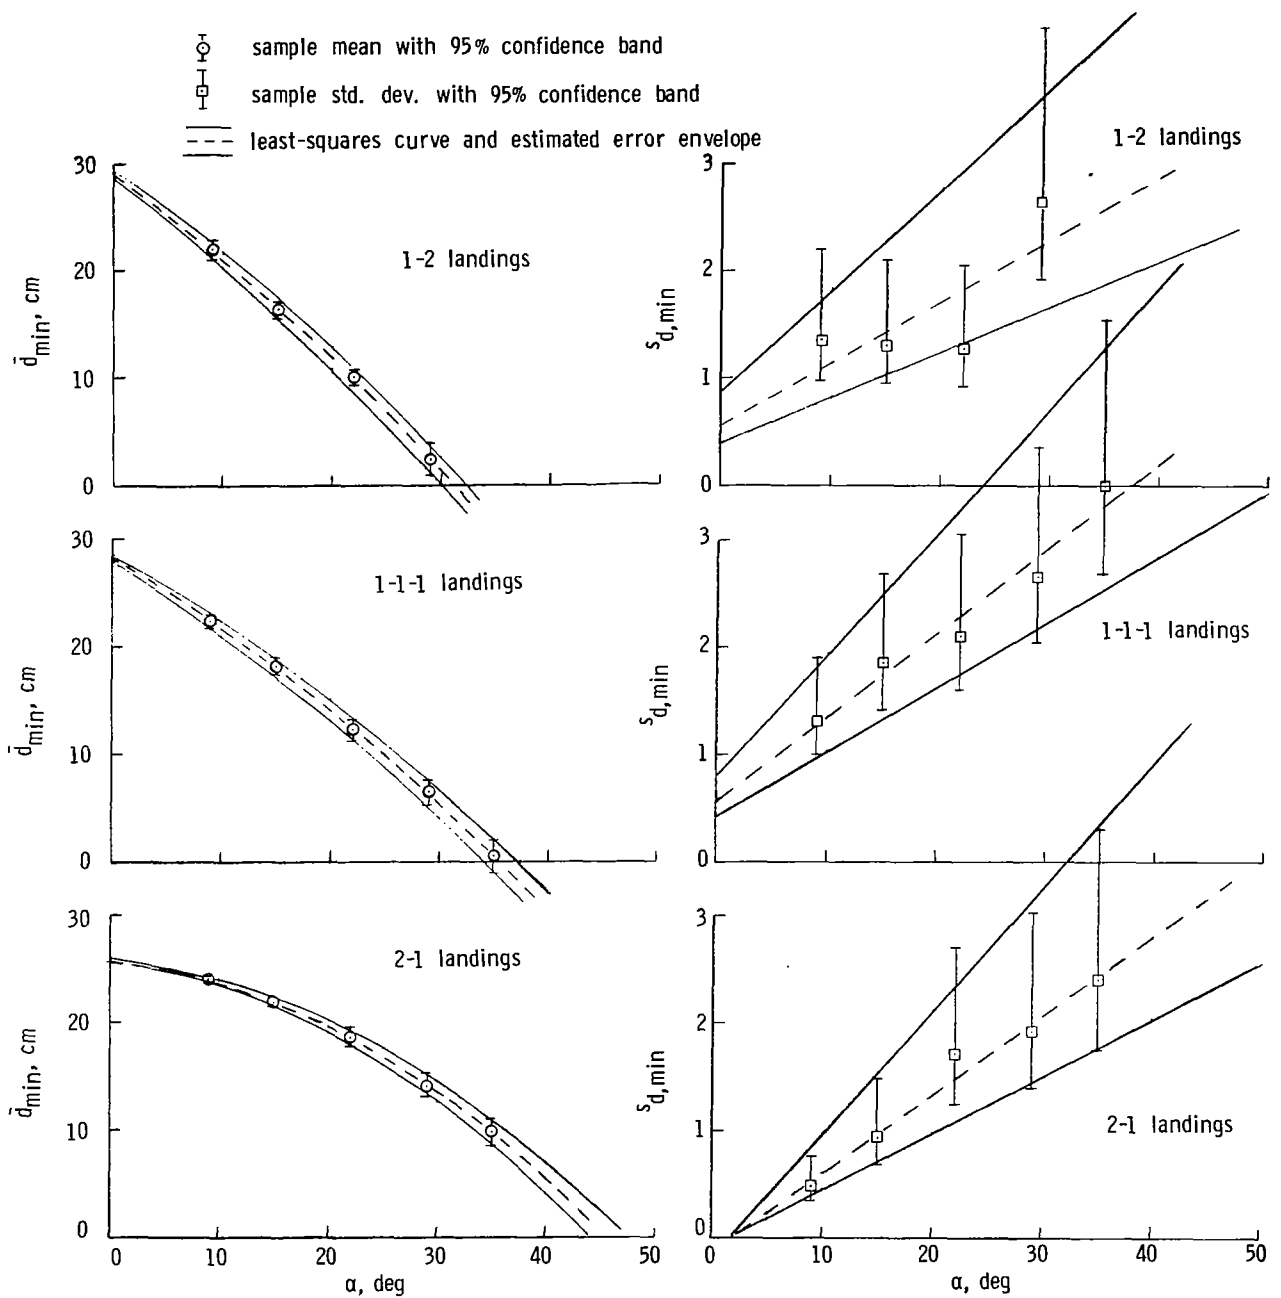 sample mean with 95% confidence band
sample std. dev. with 95% confidence band
least-squares curve and estimated error envelope
30
20
10
0
d̄min, cm
1-2 landings
3
2
1
0
sd,min
1-2 landings
30
20
10
0
d̄min, cm
1-1-1 landings
3
2
1
0
sd,min
1-1-1 landings
30
20
10
0
d̄min, cm
2-1 landings
0 10 20 30 40 50
α, deg
3
2
1
0
sd,min
2-1 landings
0 10 20 30 40 50
α, deg